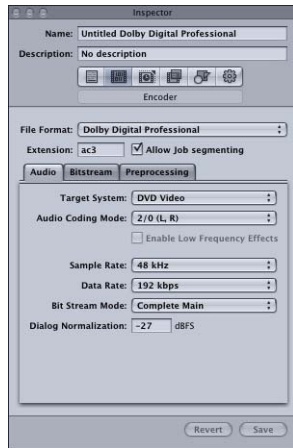 Inspector
Name: Untitled Dolby Digital Professional
Description: No description
Encoder
File Format: Dolby Digital Professional
Extension: ac3 Allow Job segmenting
Audio Bitstream Preprocessing
Target System: DVD Video
Audio Coding Mode: 2/0 (L, R)
Enable Low Frequency Effects
Sample Rate: 48 kHz
Data Rate: 192 kbps
Bit Stream Mode: Complete Main
Dialog Normalization: -27 dBFS
Revert Save